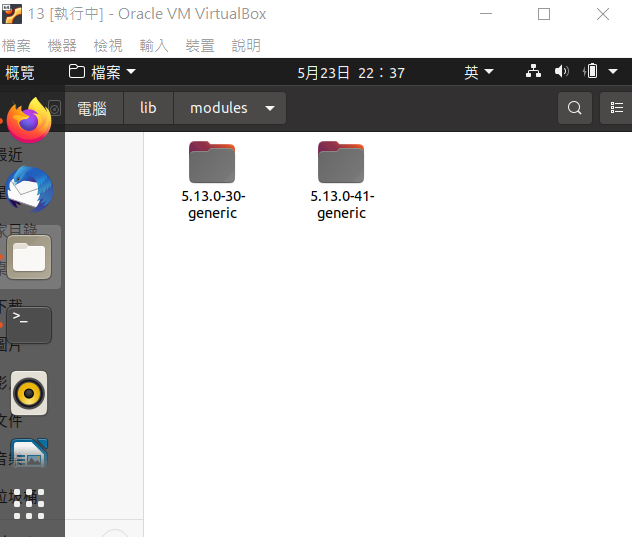 13 [執行中] - Oracle VM VirtualBox
檔案 機器 檢視 輸入 裝置 說明
概覽 檔案 5月23日 22：37 英
電腦 lib modules
最近
家目錄
5.13.0-30-
generic
5.13.0-41-
generic
下載
圖片
文件
音樂
垃圾桶
>_